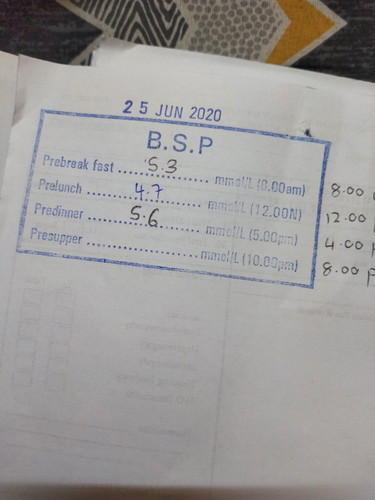 25 JUN 2020
B.S.P
Prebreak fast ........ 5.3 ........ mmol/L (6.00am)
Prelunch ........ 4.7 ........ mmol/L (12.00N)
Predinner ........ 5.6 ........ mmol/L (5.00pm)
Presupper ........ mmol/L (10.00pm)
8.00
12.00
4.00
8.00 P